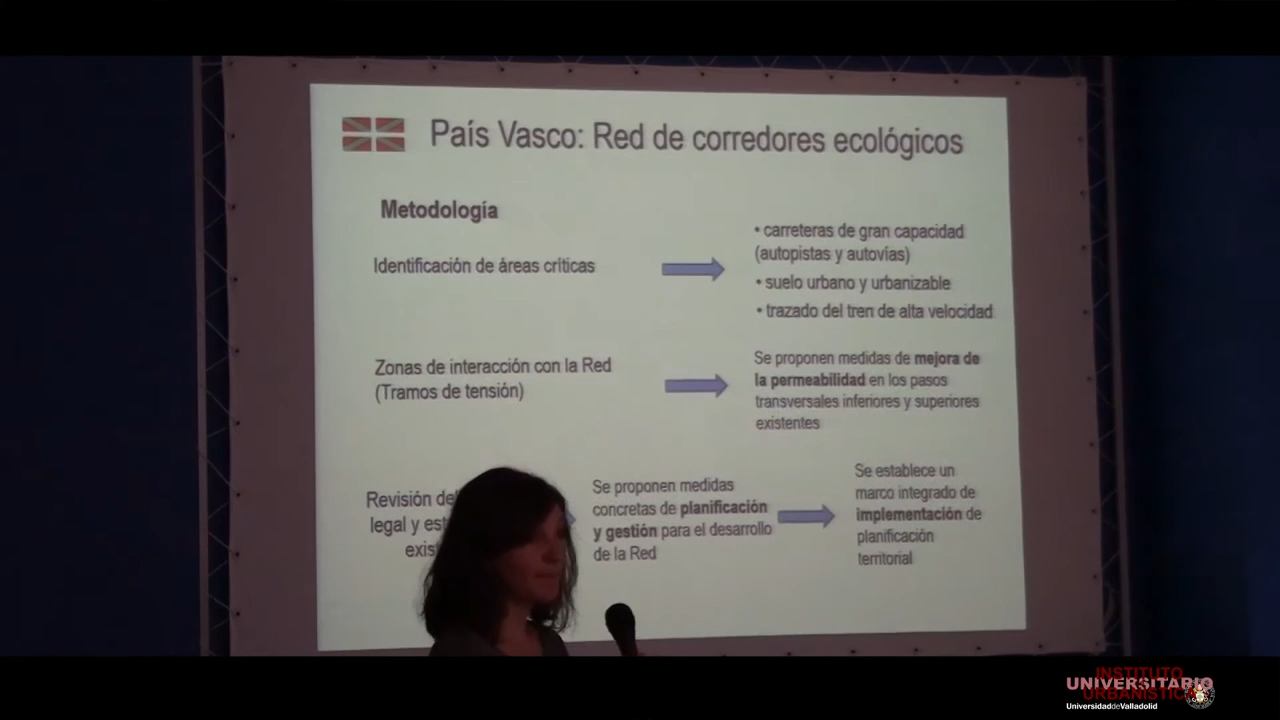 País Vasco: Red de corredores ecológicos
Metodología
Identificación de áreas críticas
• carreteras de gran capacidad
(autopistas y autovías)
• suelo urbano y urbanizable
• trazado del tren de alta velocidad
Zonas de interacción con la Red
(Tramos de tensión)
Se proponen medidas de mejora de
la permeabilidad en los pasos
transversales inferiores y superiores
existentes
Revisión del
legal y
Se proponen medidas
concretas de planificación
y gestión para el desarrollo
de la Red
Se establece un
marco integrado de
implementación de
planificación
territorial
INSTITUTO
UNIVERSITARIO
URBANÍSTICA
UniversidaddeValladolid